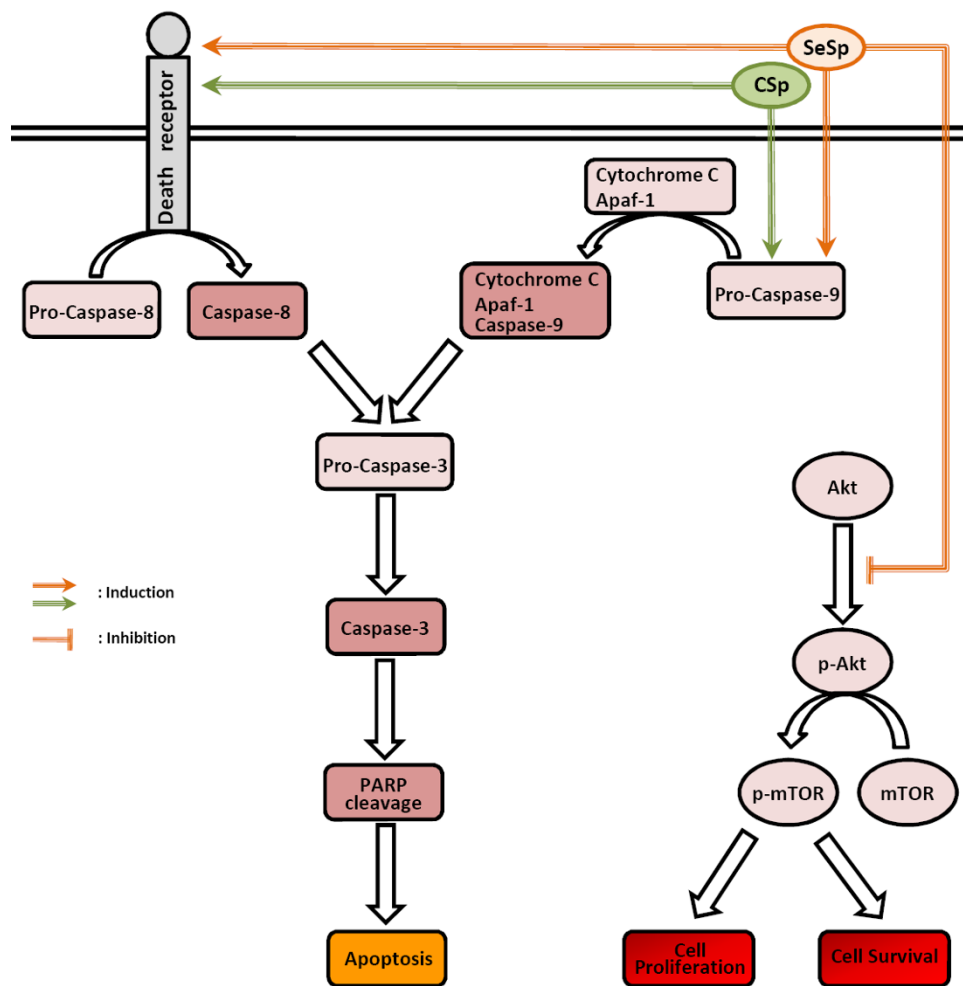 SeSp
CSp
Death receptor
Cytochrome C
Apaf-1
Pro-Caspase-8
Caspase-8
Cytochrome C
Apaf-1
Caspase-9
Pro-Caspase-9
Pro-Caspase-3
Akt
: Induction
Caspase-3
: Inhibition
p-Akt
PARP
cleavage
p-mTOR
mTOR
Apoptosis
Cell
Proliferation
Cell Survival